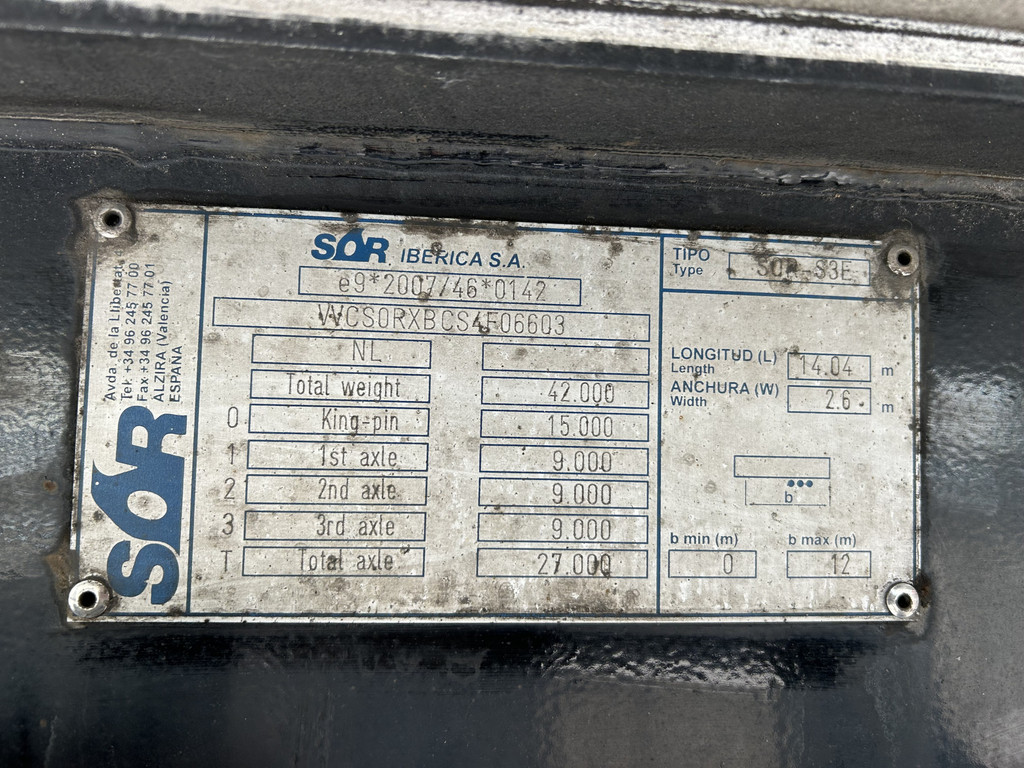 Avda. de la Llibertat
Tel. +34 96 245 77 00
Fax +34 96 245 77 01
ALZIRA (Valencia)
ESPAÑA
SOR
SOR IBERICA S.A.
e9*2007/46*0142
VVCS0RXBCS4F06603
NL
Total weight 42.000
0 King-pin 15.000
1 1st axle 9.000
2 2nd axle 9.000
3 3rd axle 9.000
T Total axle 27.000
TIPO
Type SOR-S3E
LONGITUD (L)
Length 14.04 m
ANCHURA (W)
Width 2.6 m
b
b min (m) b max (m)
0 12